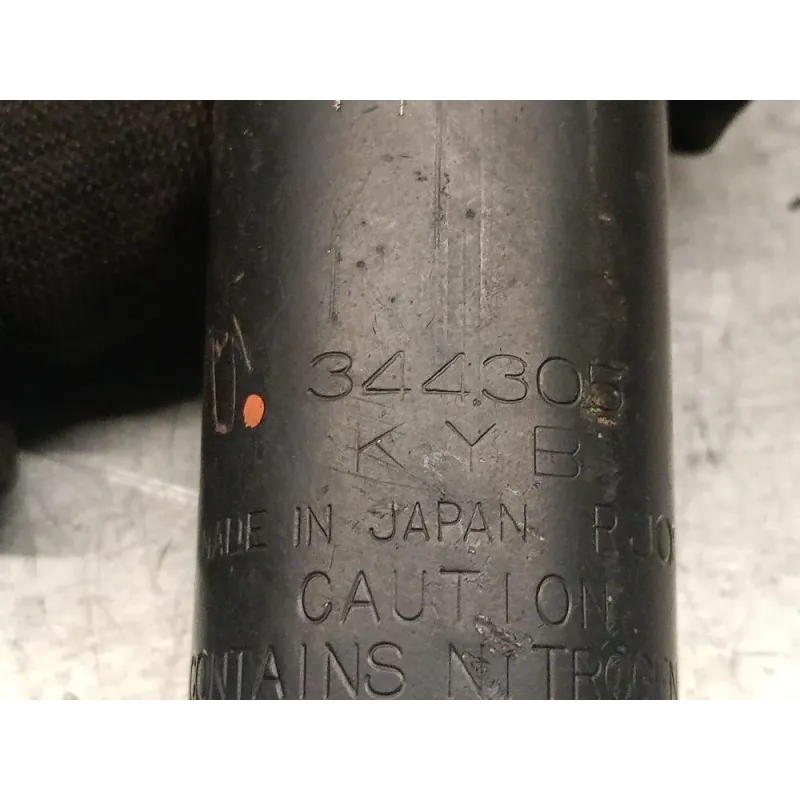 344305
KYB
MADE IN JAPAN
CAUTION
CONTAINS NITROGEN